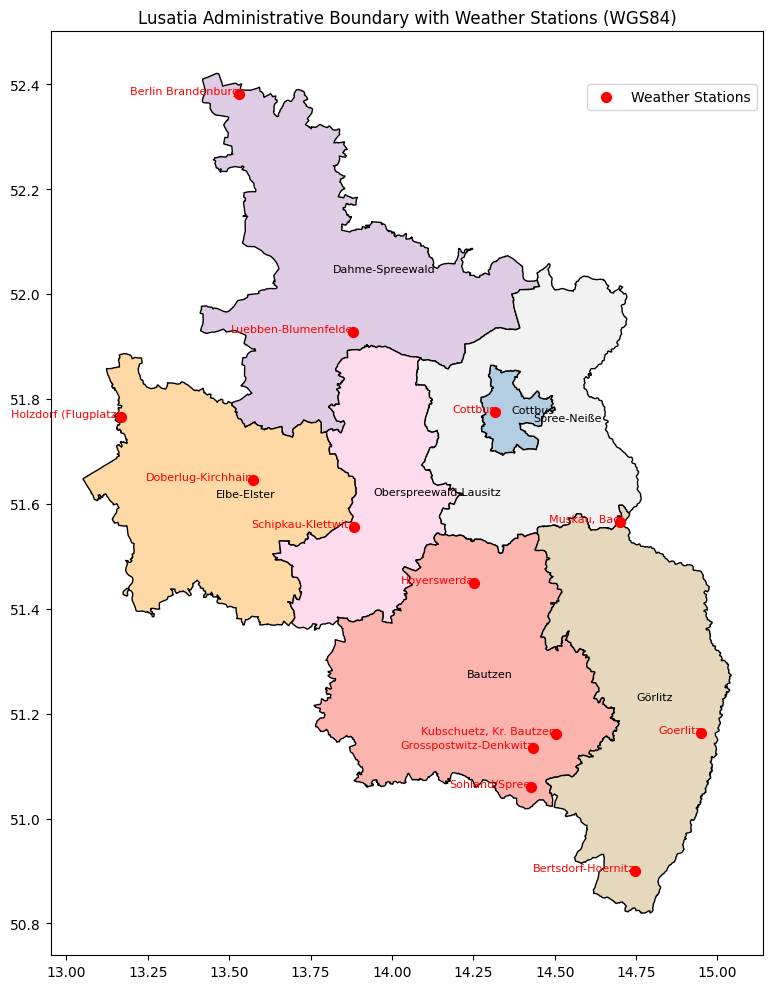 Lusatia Administrative Boundary with Weather Stations (WGS84)
Weather Stations
Berlin Brandenburg
Dahme-Spreewald
Luebben-Blumenfelde
Holzdorf (Flugplatz)
Cottbus
Cottbus
Spree-Neiße
Doberlug-Kirchhain
Elbe-Elster
Oberspreewald-Lausitz
Schipkau-Klettwitz
Muskau, Bad
Hoyerswerda
Bautzen
Görlitz
Kubschuetz, Kr. Bautzen
Goerlitz
Grosspostwitz-Denkwitz
Sohland/Spree
Bertsdorf-Hoernitz
52.4
52.2
52.0
51.8
51.6
51.4
51.2
51.0
50.8
13.00 13.25 13.50 13.75 14.00 14.25 14.50 14.75 15.00